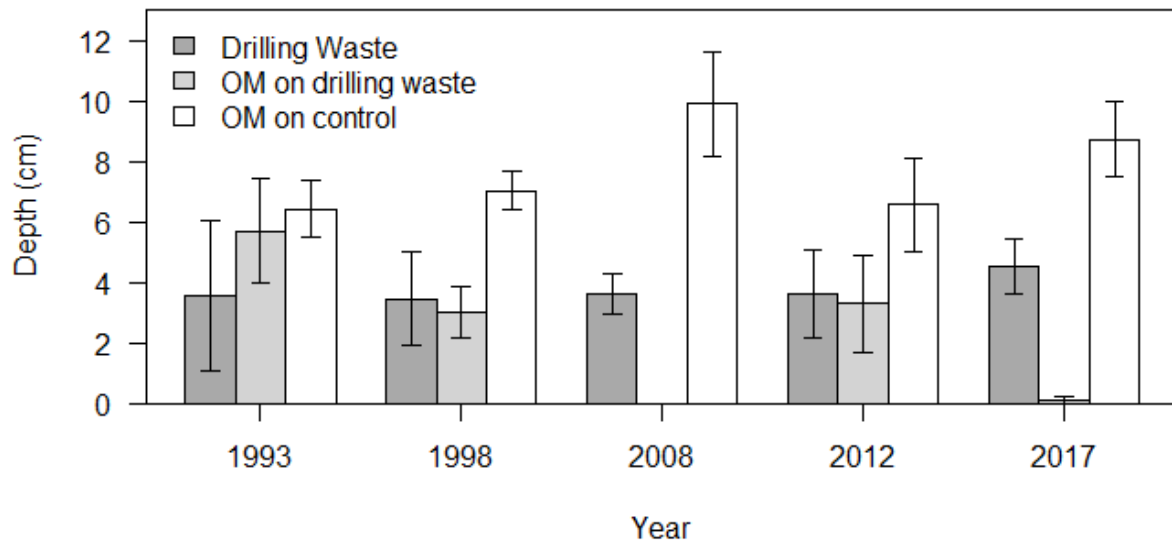 Drilling Waste
OM on drilling waste
OM on control
12
10
8
6
4
2
0
Depth (cm)
1993 1998 2008 2012 2017
Year